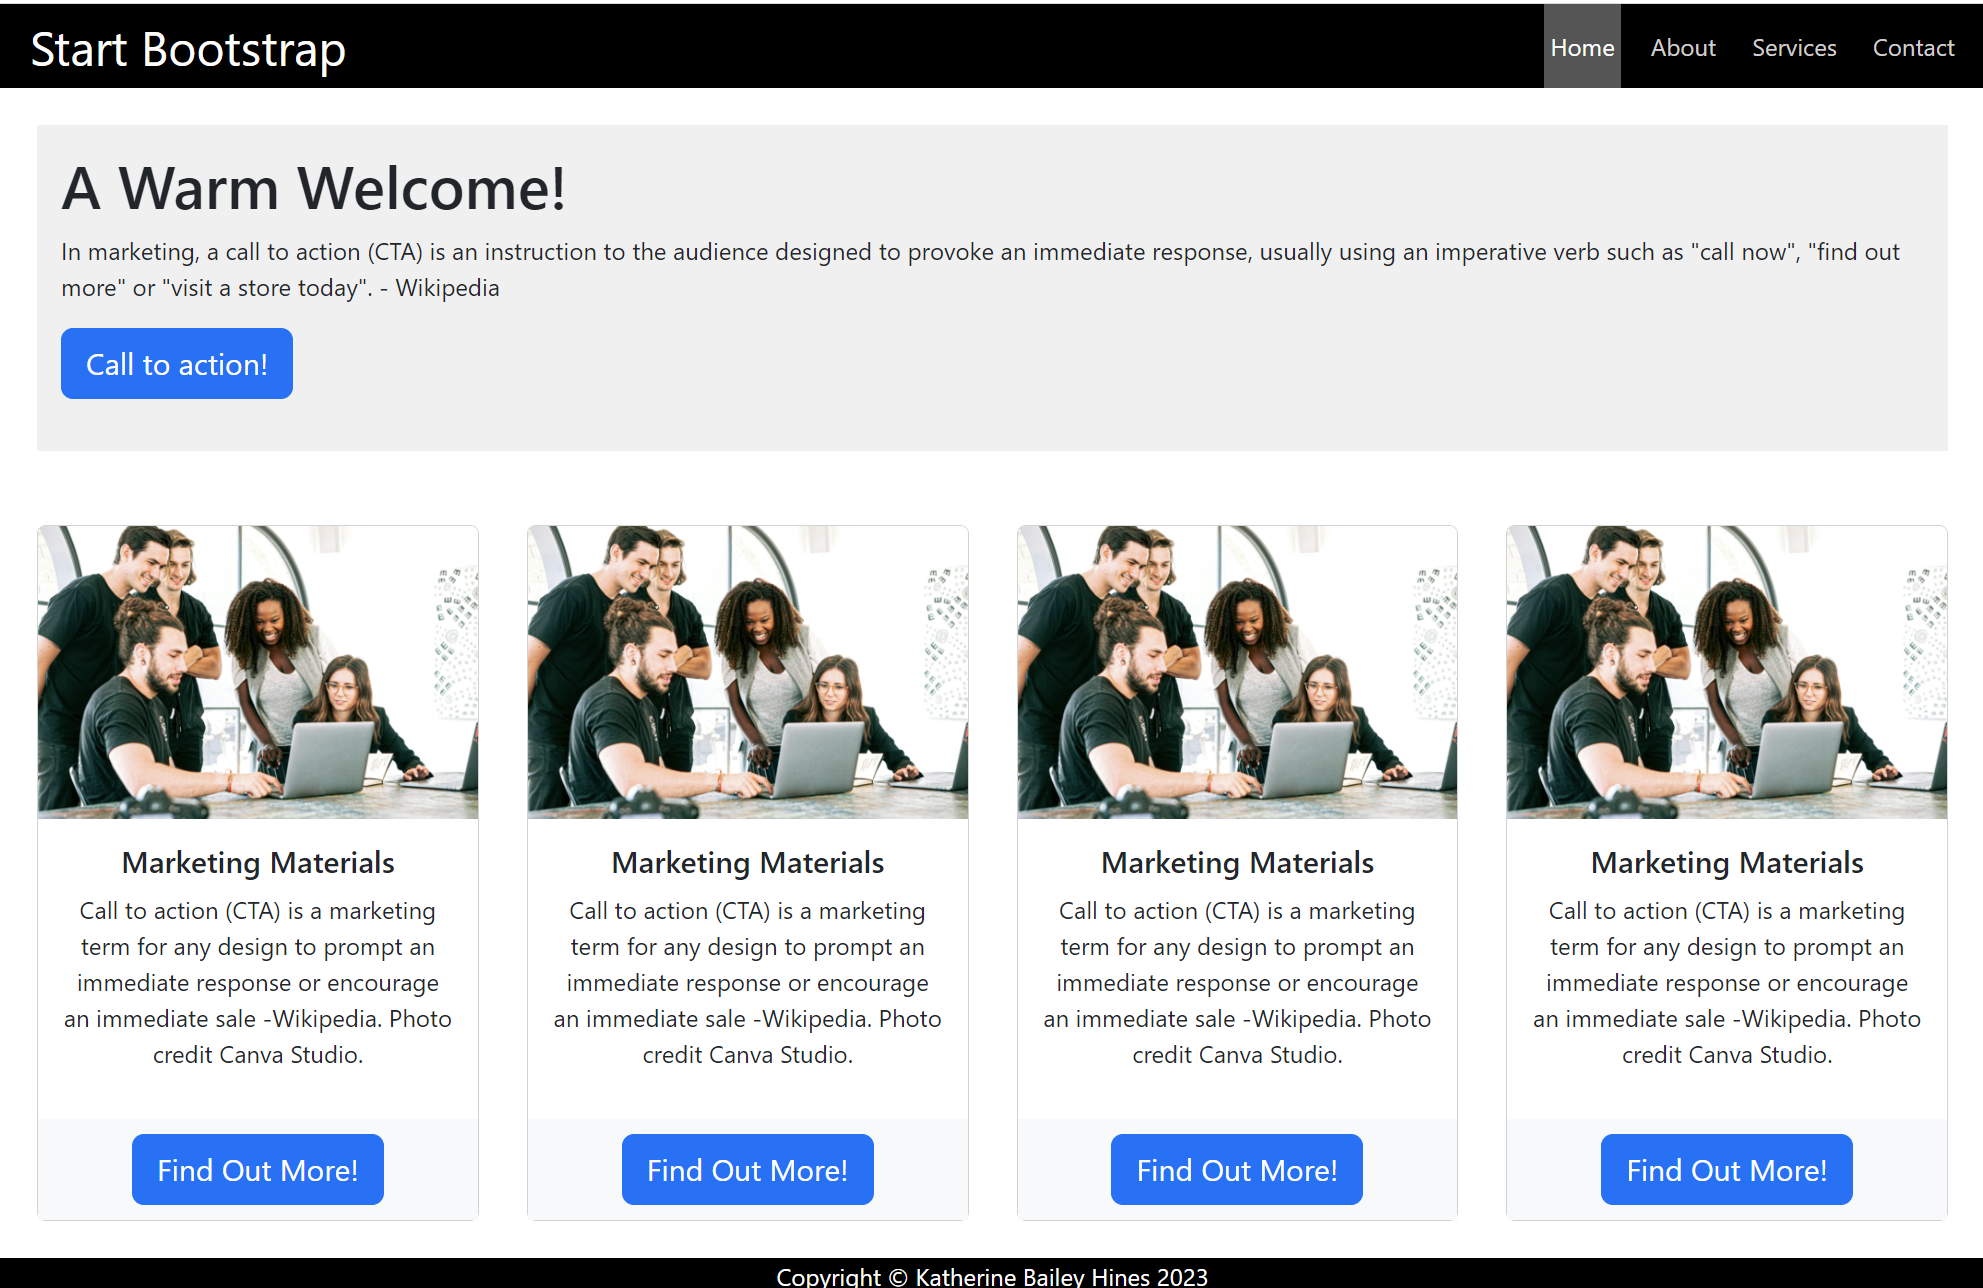 Start Bootstrap
Home About Services Contact
A Warm Welcome!
In marketing, a call to action (CTA) is an instruction to the audience designed to provoke an immediate response, usually using an imperative verb such as "call now", "find out
more" or "visit a store today". - Wikipedia
Call to action!
Marketing Materials
Call to action (CTA) is a marketing
term for any design to prompt an
immediate response or encourage
an immediate sale -Wikipedia. Photo
credit Canva Studio.
Find Out More!
Marketing Materials
Call to action (CTA) is a marketing
term for any design to prompt an
immediate response or encourage
an immediate sale -Wikipedia. Photo
credit Canva Studio.
Find Out More!
Marketing Materials
Call to action (CTA) is a marketing
term for any design to prompt an
immediate response or encourage
an immediate sale -Wikipedia. Photo
credit Canva Studio.
Find Out More!
Marketing Materials
Call to action (CTA) is a marketing
term for any design to prompt an
immediate response or encourage
an immediate sale -Wikipedia. Photo
credit Canva Studio.
Find Out More!
Copyright © Katherine Bailey Hines 2023